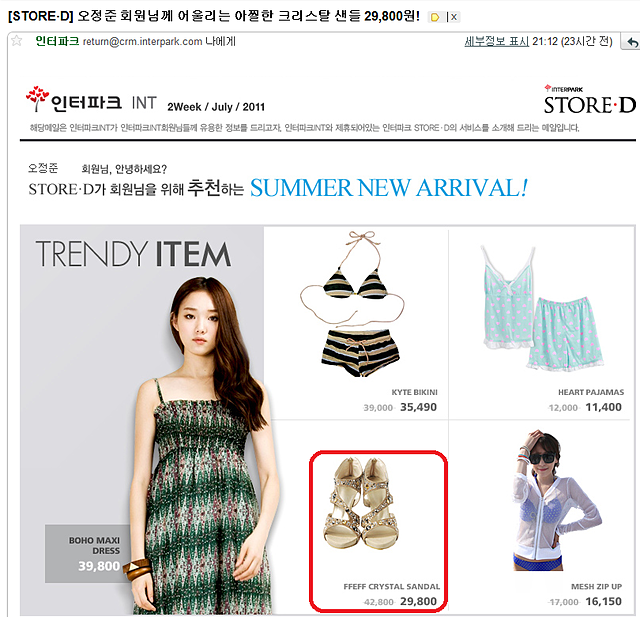 [STORE·D] 오정준 회원님께 어울리는 아찔한 크리스탈 샌들 29,800원! D x
인터파크 return@crm.interpark.com 나에게 세부정보 표시 21:12 (23시간 전)
인터파크 INT 2Week / July / 2011
INTERPARK
STORE·D
해당메일은 인터파크INT가 인터파크INT회원님들께 유용한 정보를 드리고자, 인터파크INT와 제휴되어있는 인터파크 STORE·D의 서비스를 소개해 드리는 메일입니다.
오정준 회원님, 안녕하세요?
STORE·D가 회원님을 위해 추천하는 SUMMER NEW ARRIVAL!
TRENDY ITEM
KYTE BIKINI
39,000 35,490
HEART PAJAMAS
12,000 11,400
BOHO MAXI
DRESS
39,800
FFEFF CRYSTAL SANDAL
42,800 29,800
MESH ZIP UP
17,000 16,150